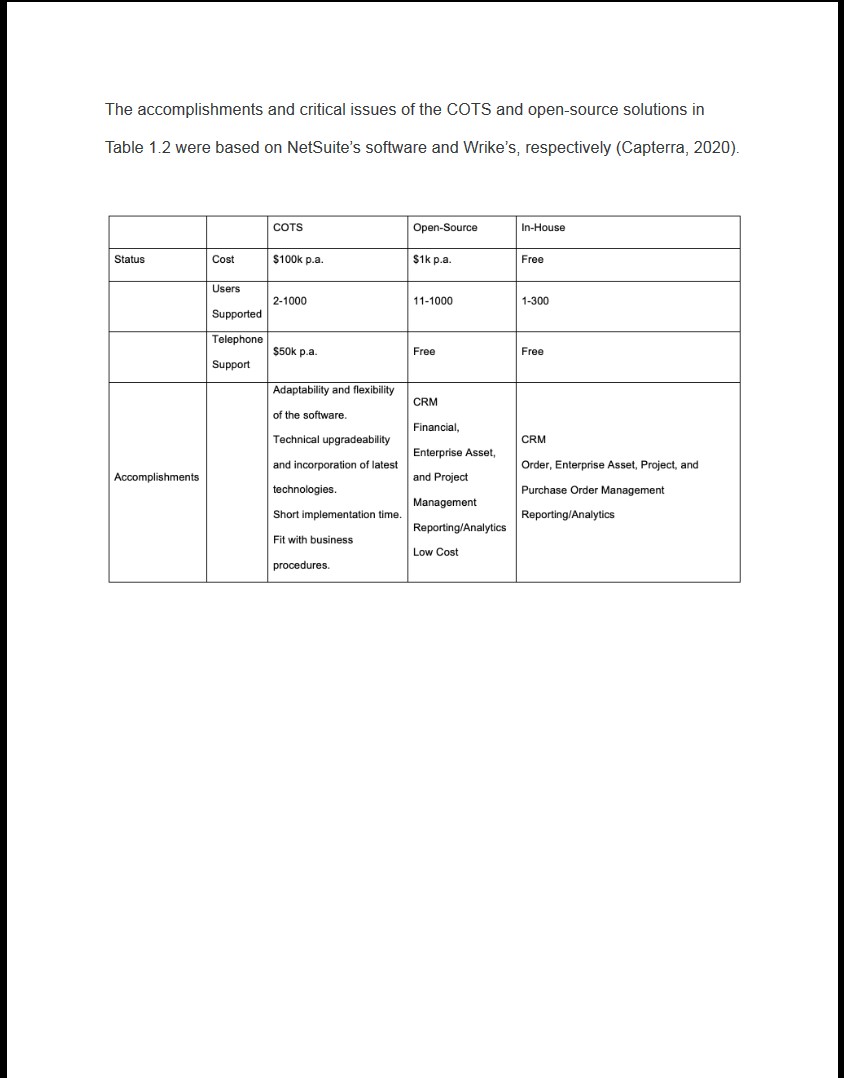 The accomplishments and critical issues of the COTS and open-source solutions in
Table 1.2 were based on NetSuite’s software and Wrike’s, respectively (Capterra, 2020).
COTS
Open-Source
In-House
Status
Cost
$100k p.a.
$1k p.a.
Free
Users
Supported
2-1000
11-1000
1-300
Telephone
Support
$50k p.a.
Free
Free
Accomplishments
Adaptability and flexibility
of the software.
Technical upgradeability
and incorporation of latest
technologies.
Short implementation time.
Fit with business
procedures.
CRM
Financial,
Enterprise Asset,
and Project
Management
Reporting/Analytics
Low Cost
CRM
Order, Enterprise Asset, Project, and
Purchase Order Management
Reporting/Analytics